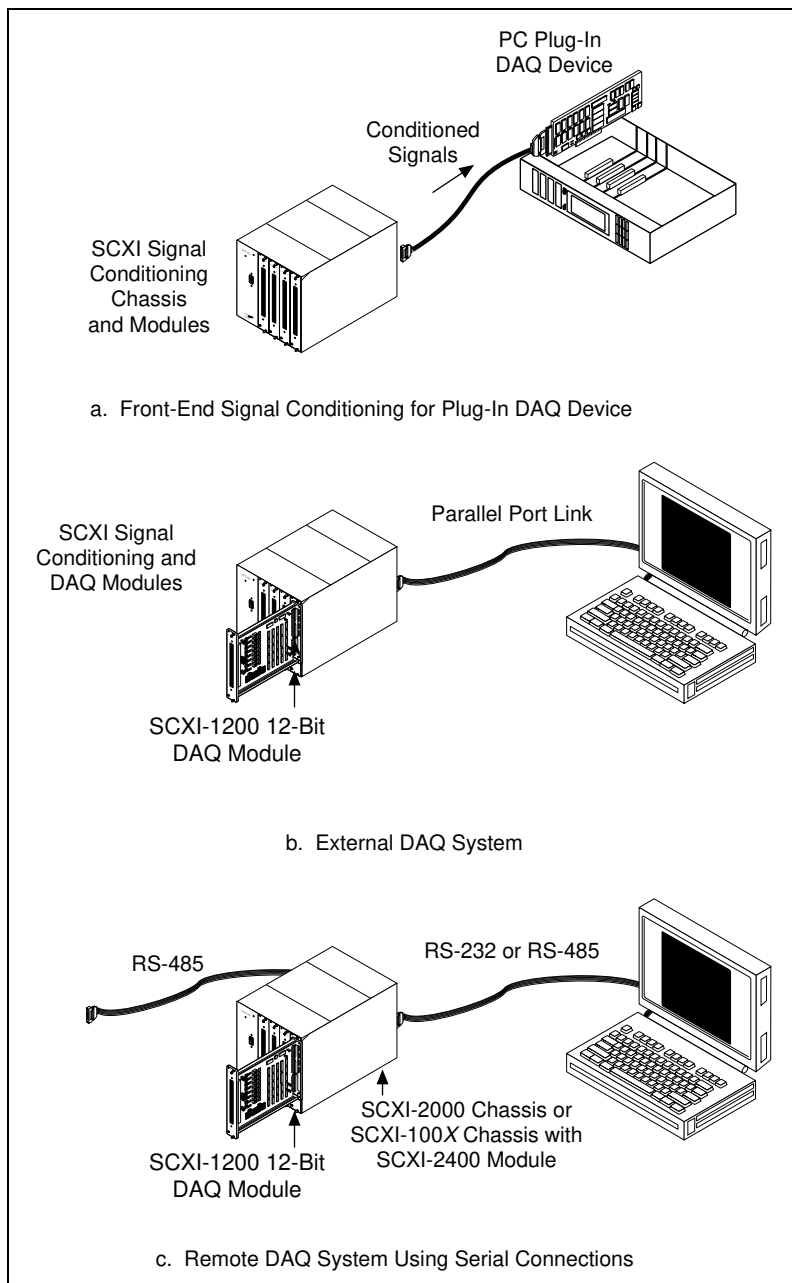 PC Plug-In
DAQ Device
Conditioned
Signals
SCXI Signal
Conditioning
Chassis
and Modules
a. Front-End Signal Conditioning for Plug-In DAQ Device
Parallel Port Link
SCXI Signal
Conditioning and
DAQ Modules
SCXI-1200 12-Bit
DAQ Module
b. External DAQ System
RS-485
RS-232 or RS-485
SCXI-2000 Chassis or
SCXI-100X Chassis with
SCXI-2400 Module
SCXI-1200 12-Bit
DAQ Module
c. Remote DAQ System Using Serial Connections